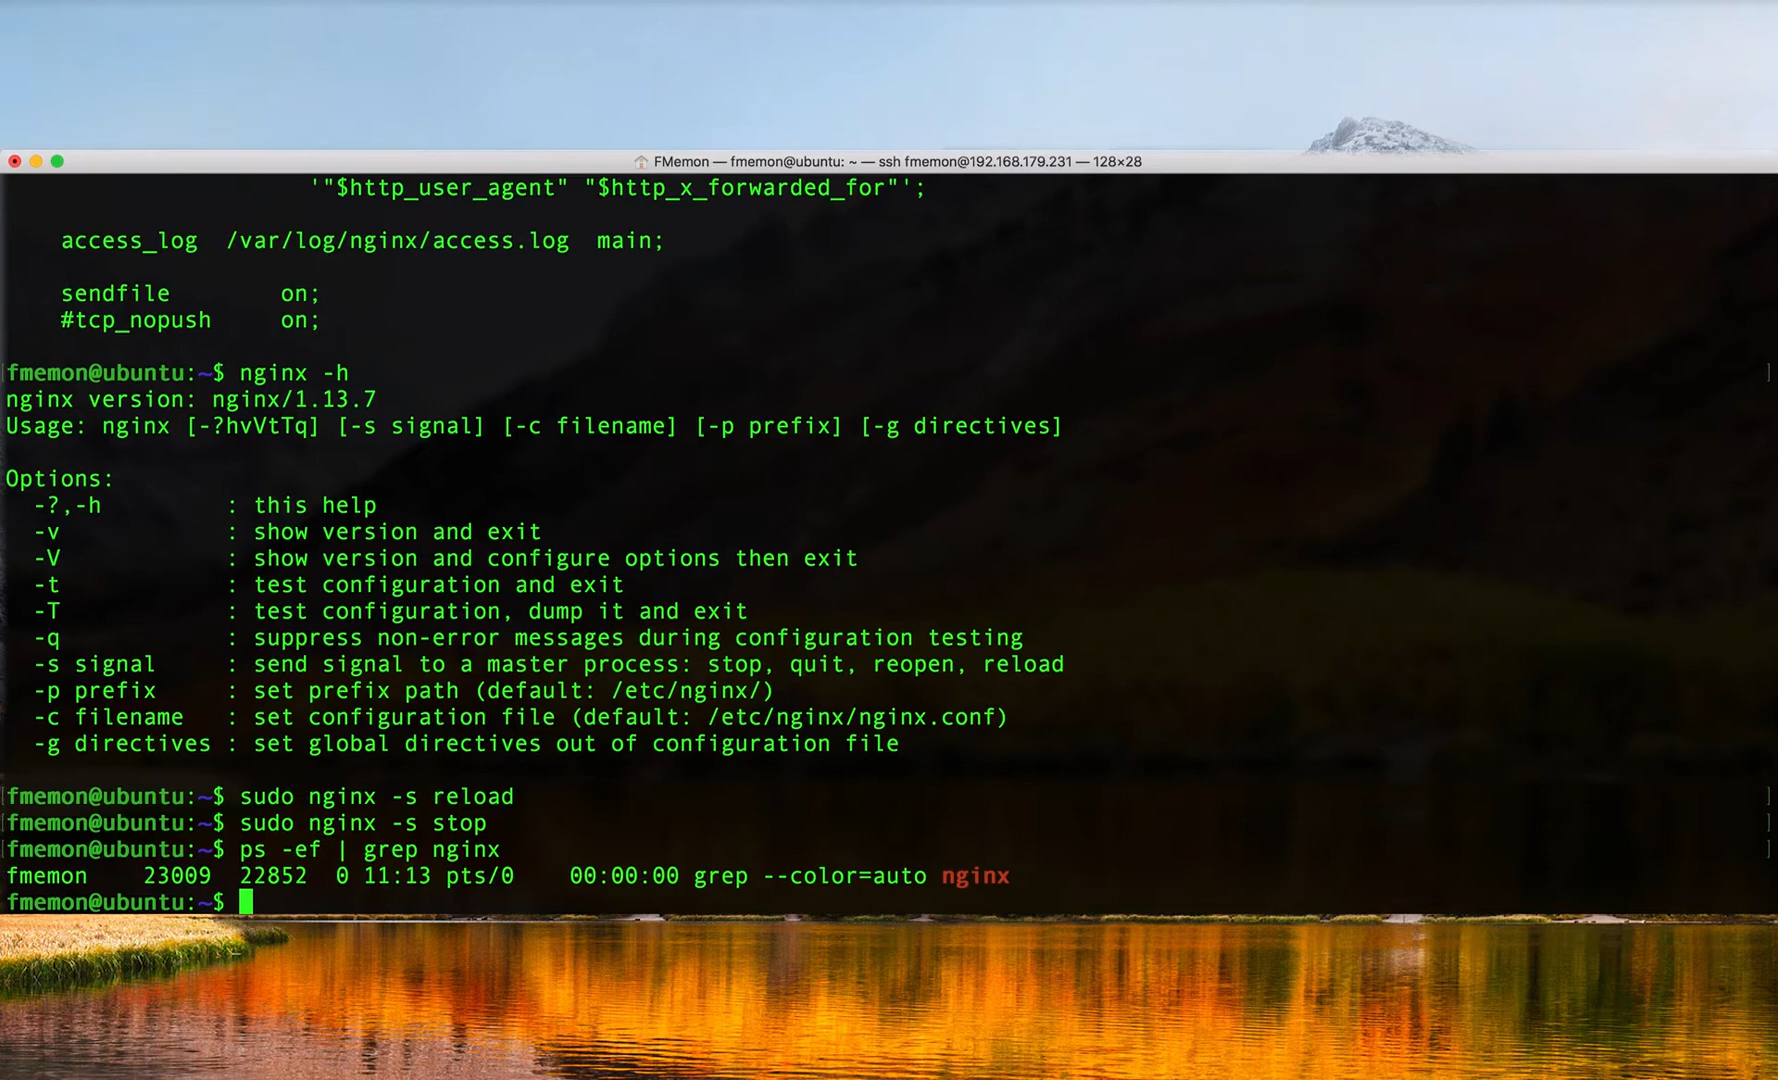 FMemon — fmemon@ubuntu: ~ — ssh fmemon@192.168.179.231 — 128×28
'"$http_user_agent" "$http_x_forwarded_for"';
access_log  /var/log/nginx/access.log  main;
sendfile        on;
#tcp_nopush     on;
fmemon@ubuntu:~$ nginx -h
nginx version: nginx/1.13.7
Usage: nginx [-?hvVtTq] [-s signal] [-c filename] [-p prefix] [-g directives]
Options:
  -?,-h         : this help
  -v            : show version and exit
  -V            : show version and configure options then exit
  -t            : test configuration and exit
  -T            : test configuration, dump it and exit
  -q            : suppress non-error messages during configuration testing
  -s signal     : send signal to a master process: stop, quit, reopen, reload
  -p prefix     : set prefix path (default: /etc/nginx/)
  -c filename   : set configuration file (default: /etc/nginx/nginx.conf)
  -g directives : set global directives out of configuration file
fmemon@ubuntu:~$ sudo nginx -s reload
fmemon@ubuntu:~$ sudo nginx -s stop
fmemon@ubuntu:~$ ps -ef | grep nginx
fmemon    23009  22852  0 11:13 pts/0    00:00:00 grep --color=auto nginx
fmemon@ubuntu:~$